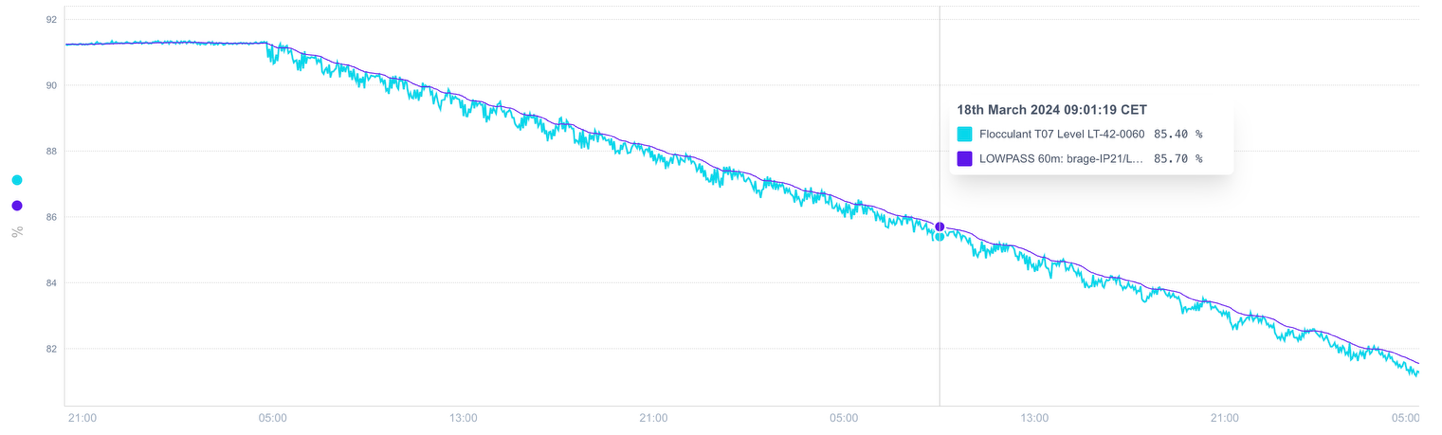 92
90
88
86
84
82
%
18th March 2024 09:01:19 CET
Flocculant T07 Level LT-42-0060 85.40 %
LOWPASS 60m: brage-IP21/L... 85.70 %
21:00 05:00 13:00 21:00 05:00 13:00 21:00 05:00